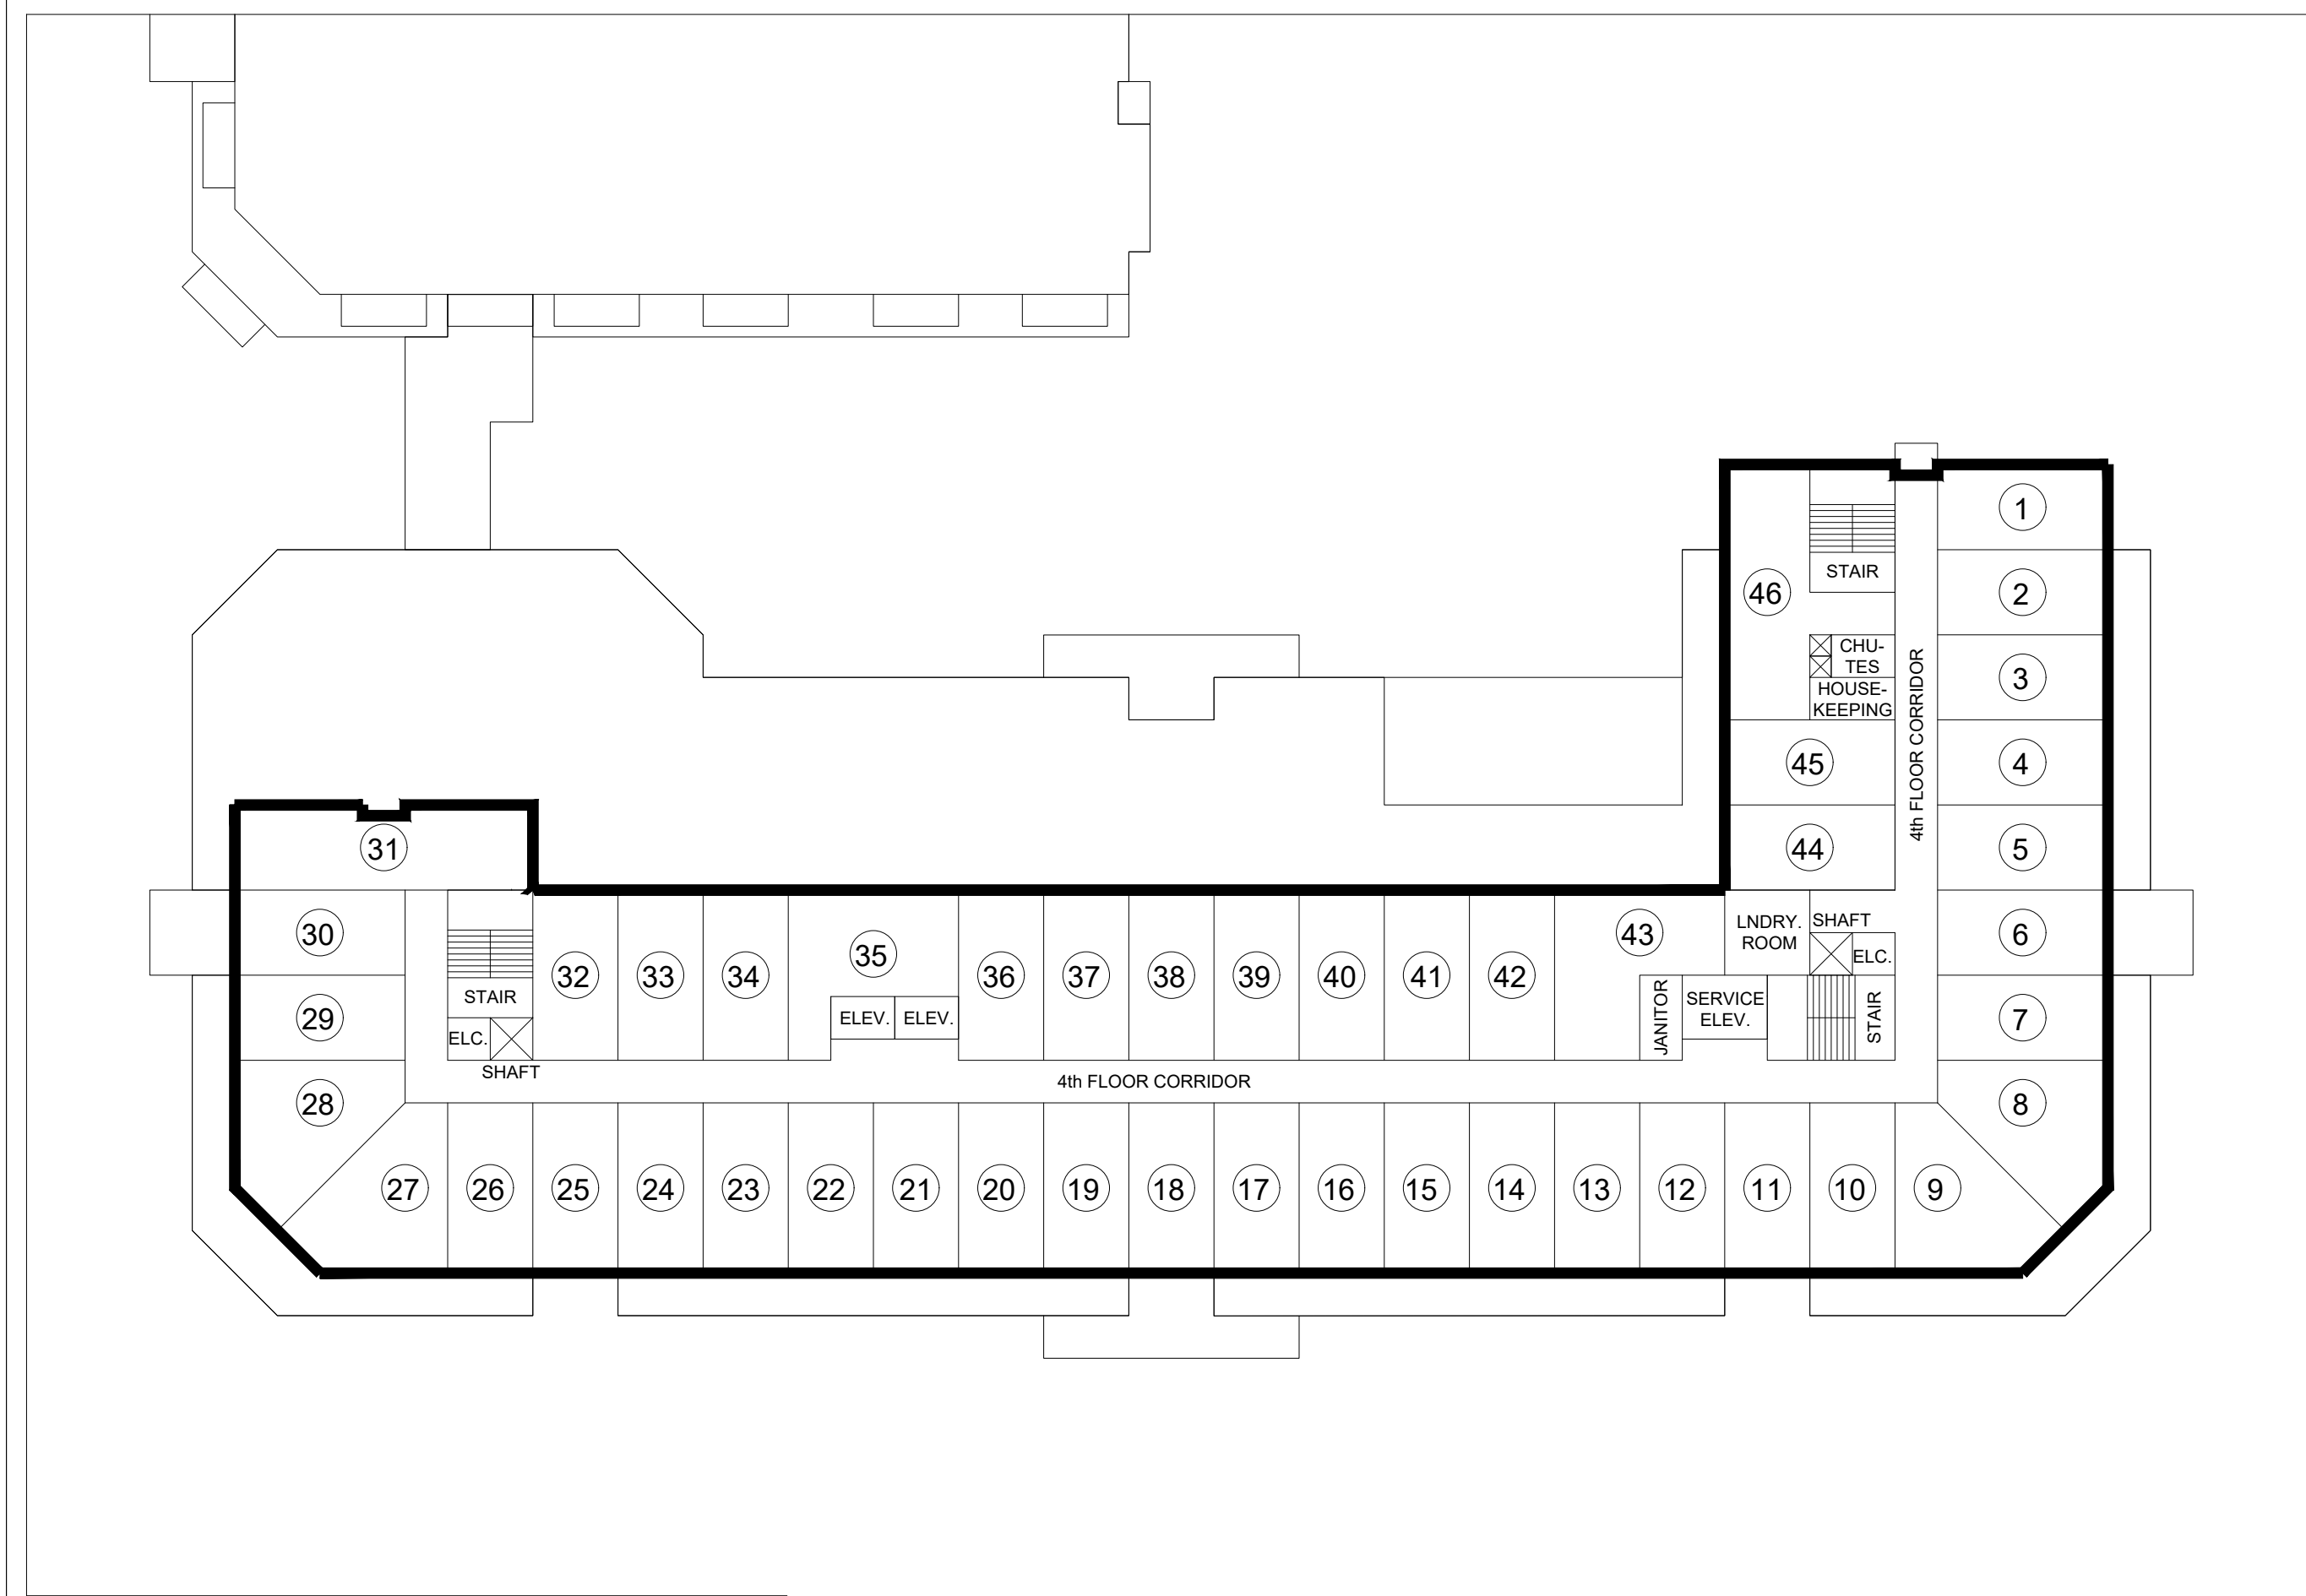 1
STAIR
2
46
CHU-
TES
3
HOUSE-
KEEPING
4th FLOOR CORRIDOR
45
4
31
44
5
30
32
33
34
35
36
37
38
39
40
41
42
43
LNDRY.
ROOM
SHAFT
ELC.
6
STAIR
29
ELEV.
ELEV.
JANITOR
SERVICE
ELEV.
STAIR
7
ELC.
SHAFT
4th FLOOR CORRIDOR
28
8
27
26
25
24
23
22
21
20
19
18
17
16
15
14
13
12
11
10
9